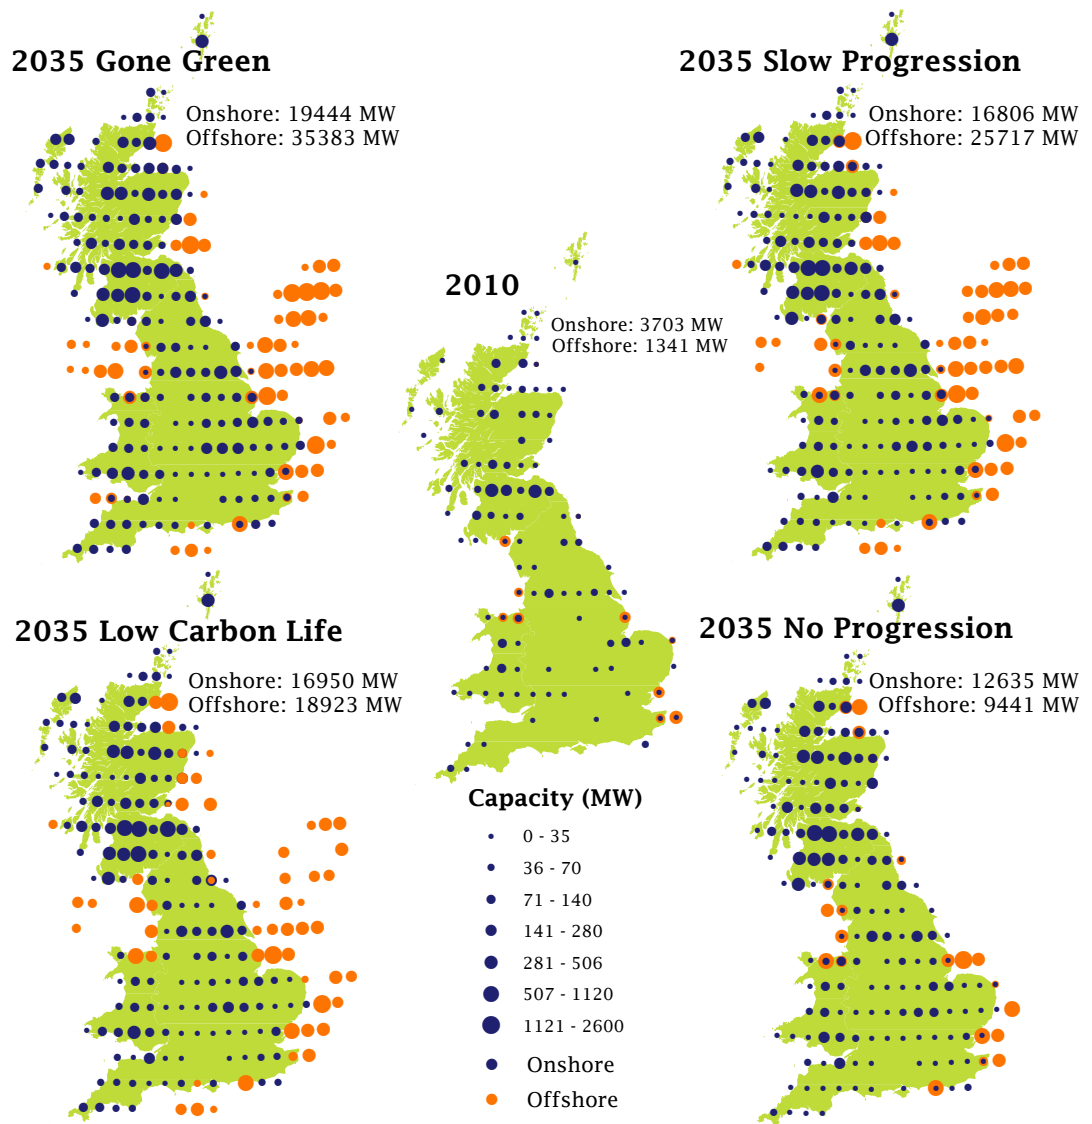 2035 Gone Green
Onshore: 19444 MW
Offshore: 35383 MW
2035 Slow Progression
Onshore: 16806 MW
Offshore: 25717 MW
2010
Onshore: 3703 MW
Offshore: 1341 MW
2035 Low Carbon Life
Onshore: 16950 MW
Offshore: 18923 MW
2035 No Progression
Onshore: 12635 MW
Offshore: 9441 MW
Capacity (MW)
0 - 35
36 - 70
71 - 140
141 - 280
281 - 506
507 - 1120
1121 - 2600
Onshore
Offshore